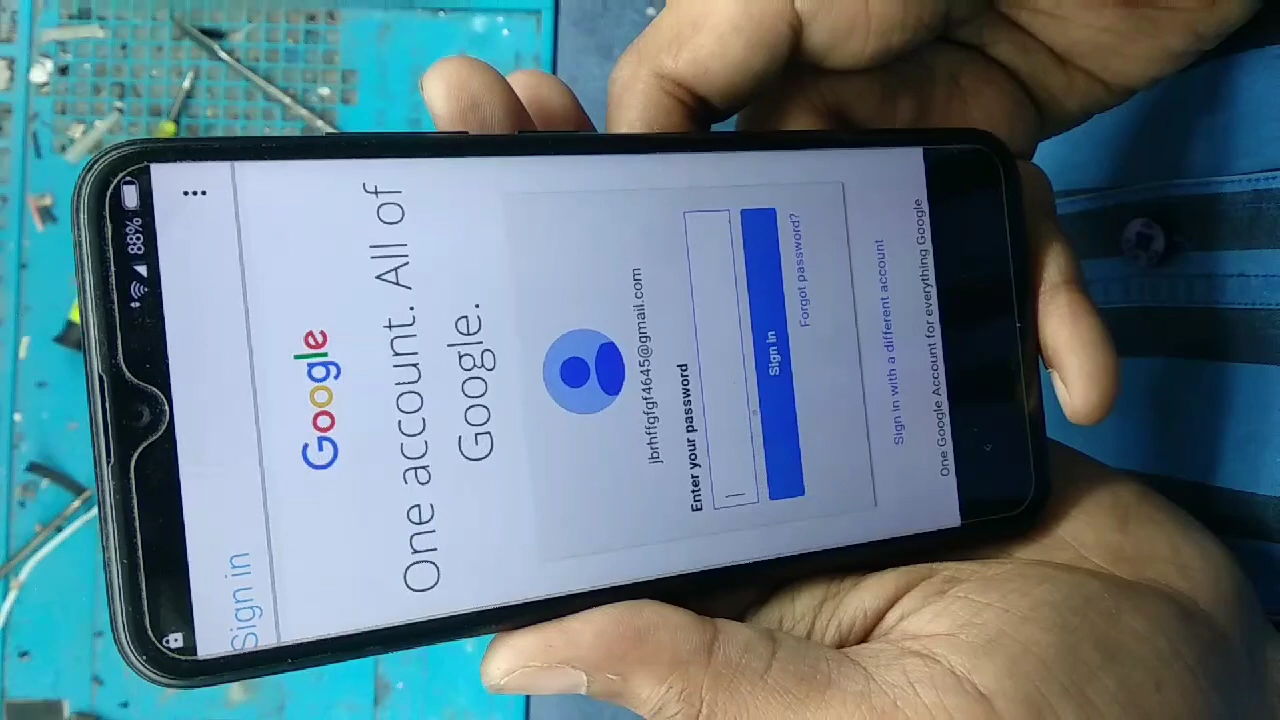 88%
Sign in
Google
One account. All of
Google.
jbrhffgfgf4645@gmail.com
Enter your password
Sign in
Forgot password?
Sign in with a different account
One Google Account for everything Google